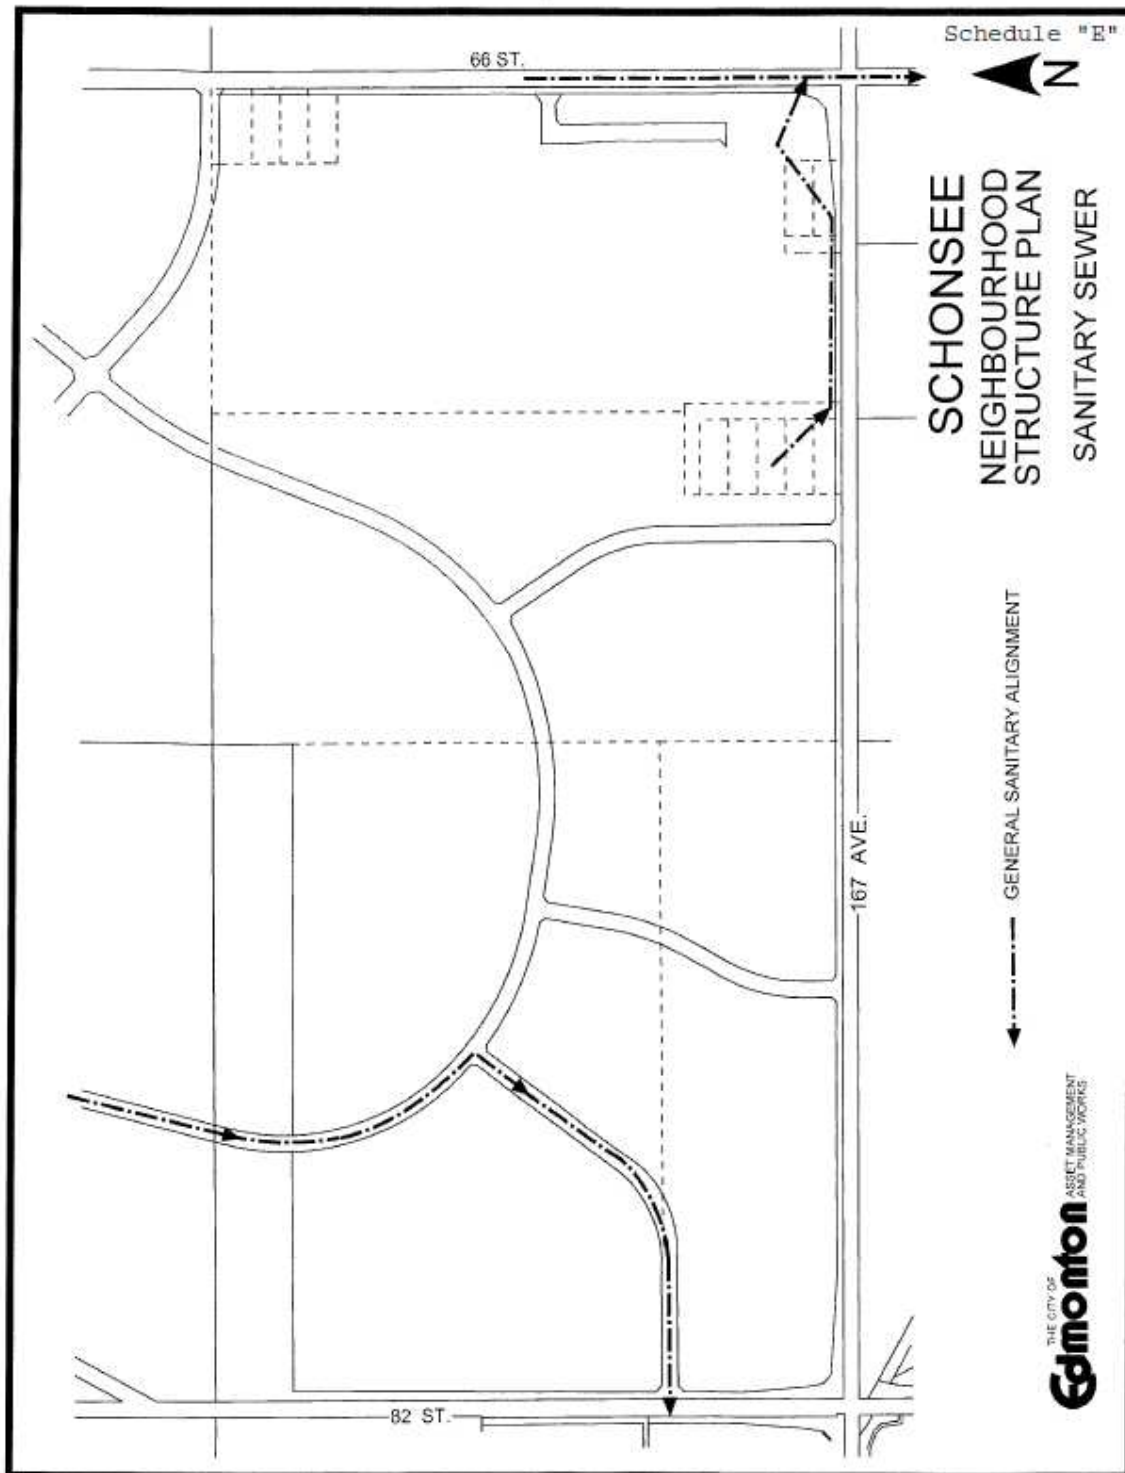 Schedule "E"
66 ST.
N
SCHONSEE
NEIGHBOURHOOD
STRUCTURE PLAN
SANITARY SEWER
GENERAL SANITARY ALIGNMENT
167 AVE.
82 ST.
THE CITY OF
Edmonton
ASSET MANAGEMENT
AND PUBLIC WORKS